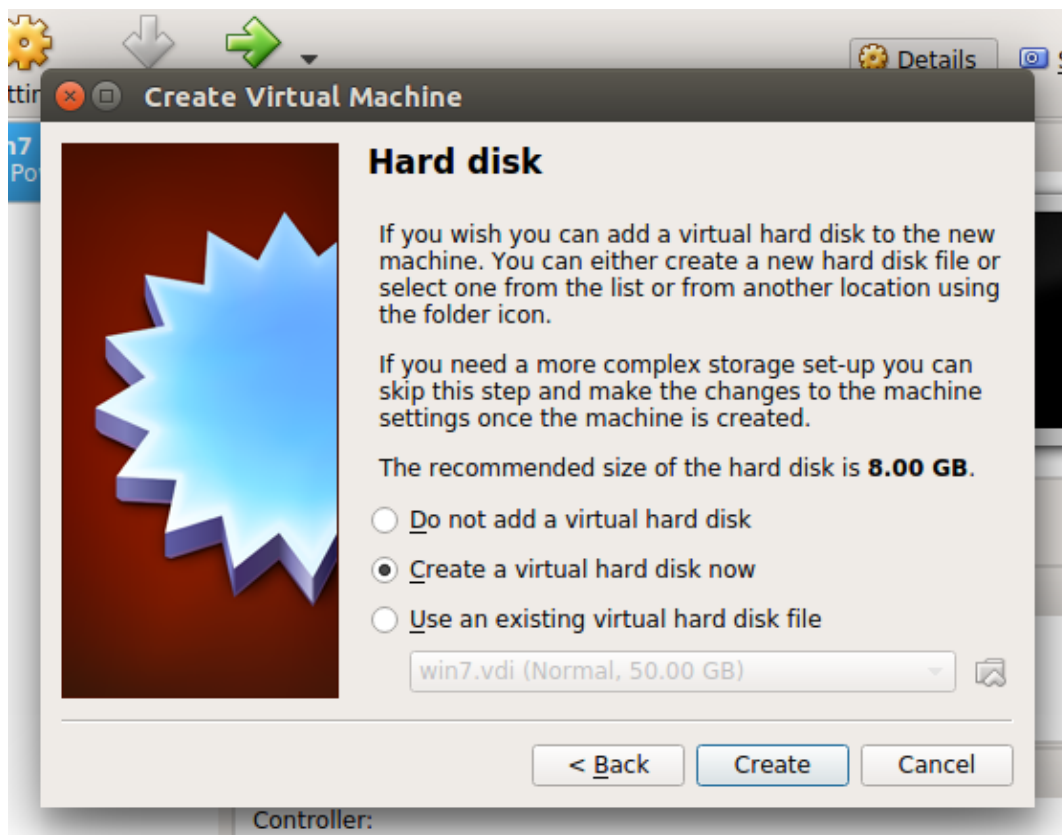 Details
Create Virtual Machine
Hard disk
If you wish you can add a virtual hard disk to the new
machine. You can either create a new hard disk file or
select one from the list or from another location using
the folder icon.
If you need a more complex storage set-up you can
skip this step and make the changes to the machine
settings once the machine is created.
The recommended size of the hard disk is 8.00 GB.
Do not add a virtual hard disk
Create a virtual hard disk now
Use an existing virtual hard disk file
win7.vdi (Normal, 50.00 GB)
< Back
Create
Cancel
Controller: